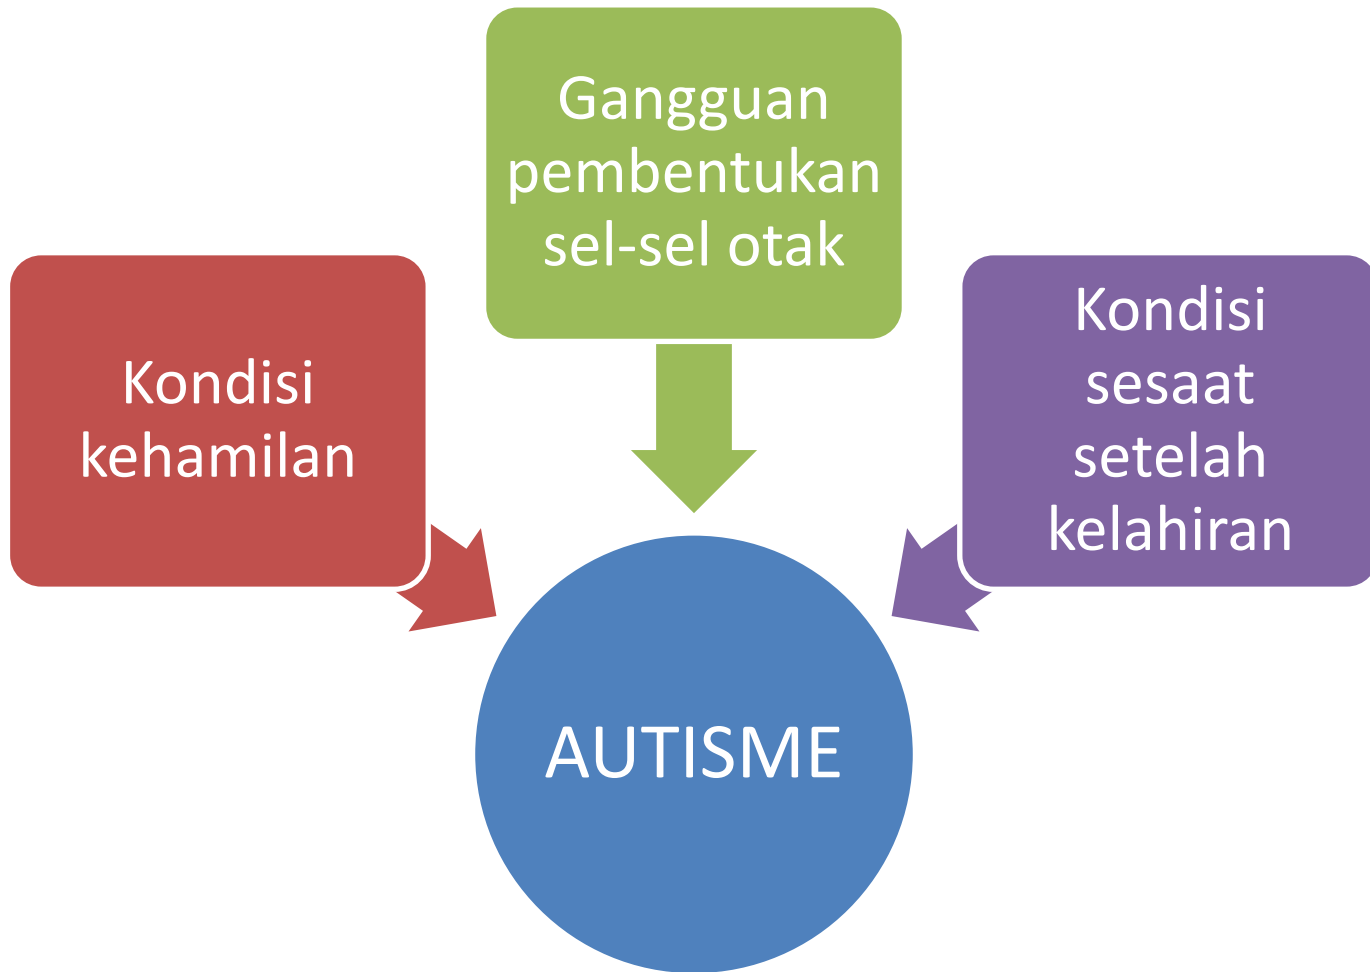 Gangguan
pembentukan
sel-sel otak
Kondisi
kehamilan
Kondisi
sesaat
setelah
kelahiran
AUTISME